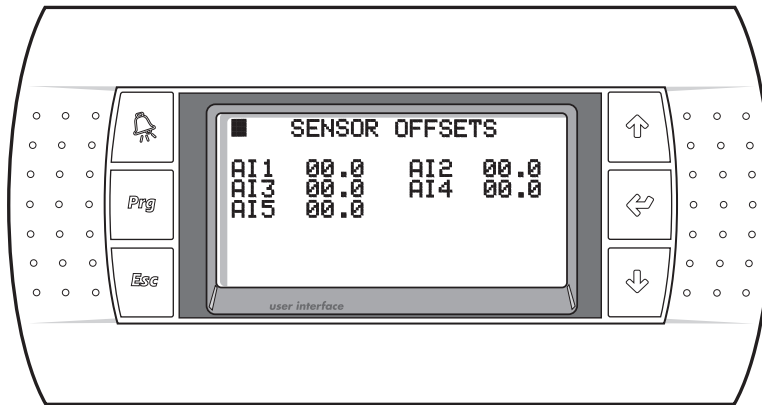 ■ SENSOR OFFSETS
AI1 00.0 AI2 00.0
AI3 00.0 AI4 00.0
AI5 00.0
Prg
Esc
user interface